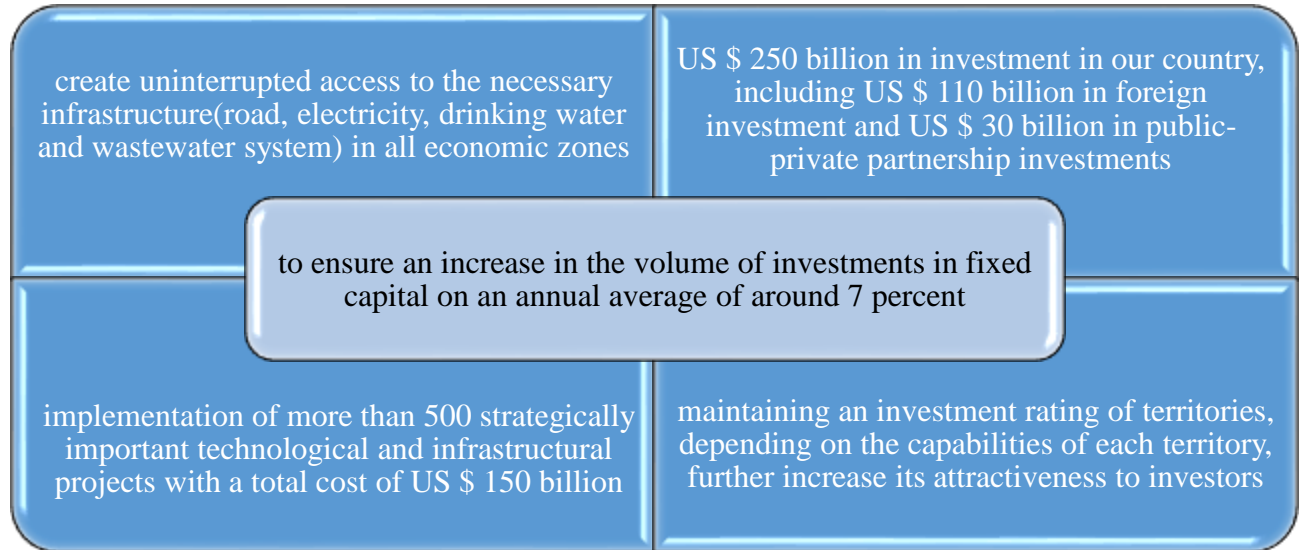 create uninterrupted access to the necessary
infrastructure(road, electricity, drinking water
and wastewater system) in all economic zones
US $ 250 billion in investment in our country,
including US $ 110 billion in foreign
investment and US $ 30 billion in public-
private partnership investments
to ensure an increase in the volume of investments in fixed
capital on an annual average of around 7 percent
implementation of more than 500 strategically
important technological and infrastructural
projects with a total cost of US $ 150 billion
maintaining an investment rating of territories,
depending on the capabilities of each territory,
further increase its attractiveness to investors